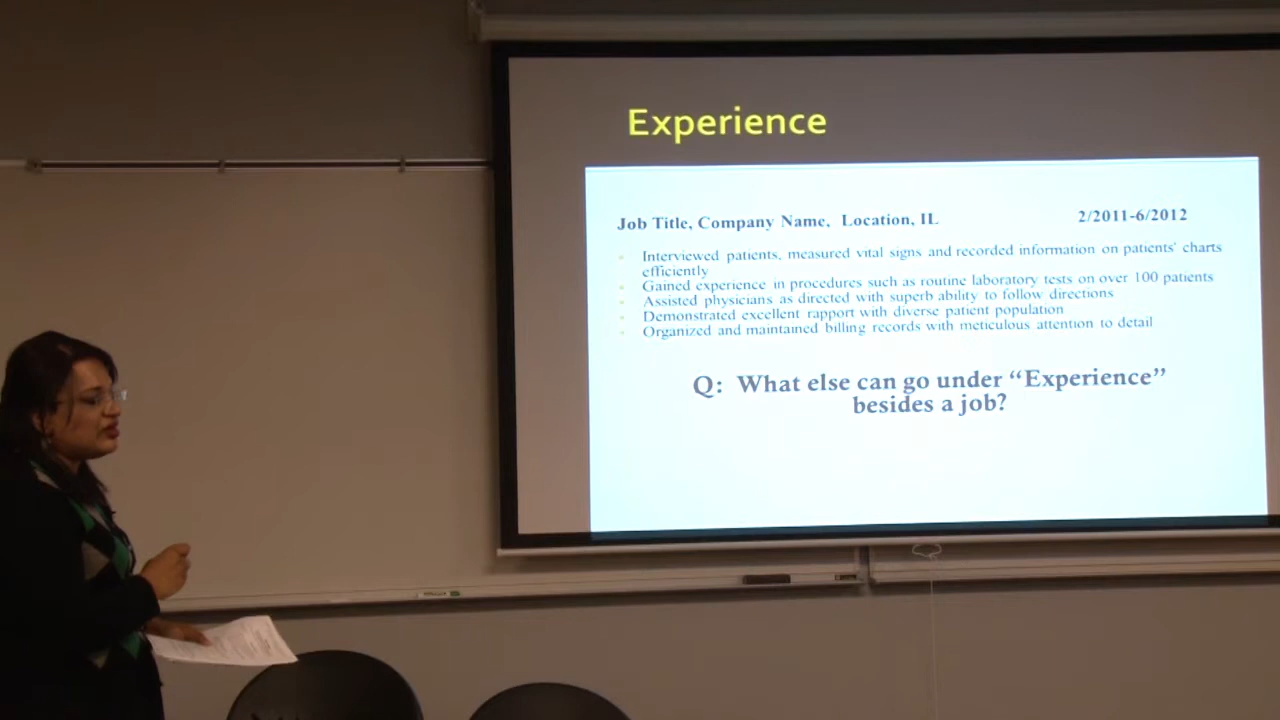 Experience
Job Title, Company Name, Location, IL 2/2011-6/2012
Interviewed patients, measured vital signs and recorded information on patients' charts
efficiently
Gained experience in procedures such as routine laboratory tests on over 100 patients
Assisted physicians as directed with superb ability to follow directions
Demonstrated excellent rapport with diverse patient population
Organized and maintained billing records with meticulous attention to detail
Q: What else can go under “Experience”
besides a job?